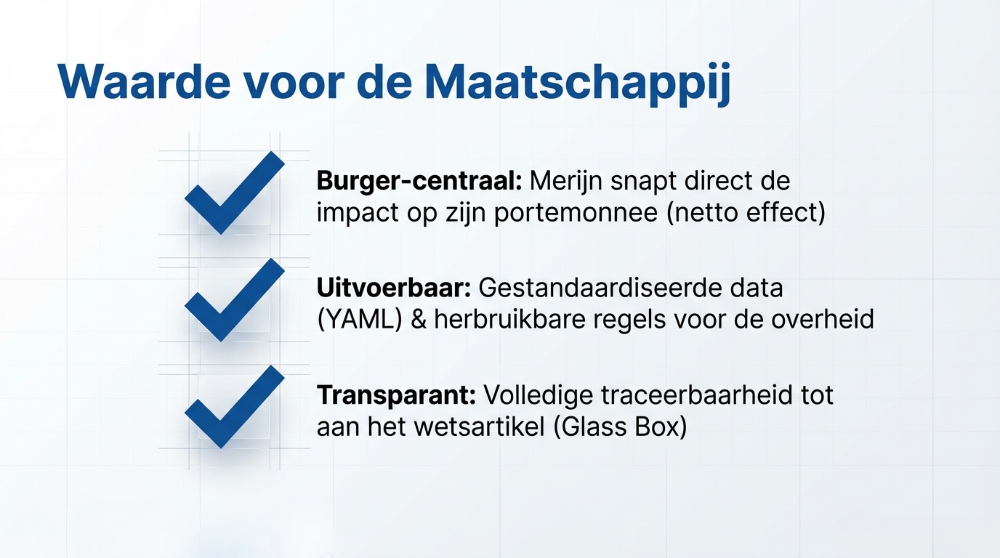 Waarde voor de Maatschappij
Burger-centraal: Merijn snapt direct de
impact op zijn portemonnee (netto effect)
Uitvoerbaar: Gestandaardiseerde data
(YAML) & herbruikbare regels voor de overheid
Transparant: Volledige traceerbaarheid tot
aan het wetsartikel (Glass Box)